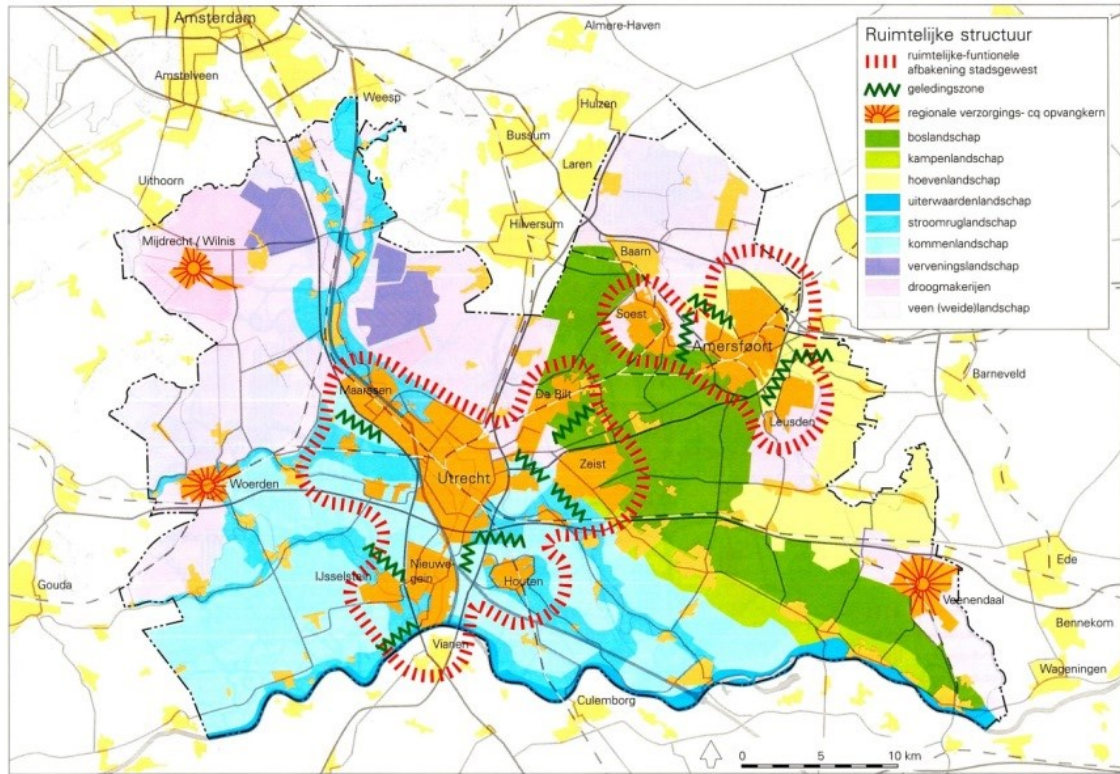 Amsterdam
Almere-Haven
Amstelveen
Weesp
Huizen
Bussum
Laren
Uithoorn
Hilversum
Mijdrecht / Wilnis
Baarn
Soest
Amersføort
Barneveld
Maarssen
De Bilt
Leusden
Zeist
Utrecht
Woerden
Gouda
IJsselstein
Nieuwe-
gein
Houten
Ede
Veenendaal
Bennekom
Vianen
Wageningen
Culemborg
Ruimtelijke structuur
ruimtelijke-funtionele
afbakening stadsgewest
geledingszone
regionale verzorgings- cq opvangkern
boslandschap
kampenlandschap
hoevenlandschap
uiterwaardenlandschap
stroomruglandschap
kommenlandschap
verveningslandschap
droogmakerijen
veen (weide)landschap
0 5 10 km